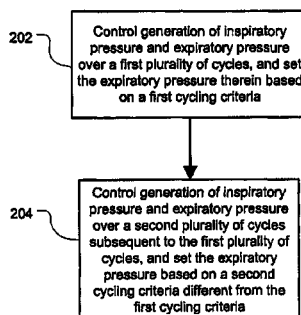 202
Control generation of inspiratory
pressure and expiratory pressure
over a first plurality of cycles, and set
the expiratory pressure therein based
on a first cycling criteria
204
Control generation of inspiratory
pressure and expiratory pressure
over a second plurality of cycles
subsequent to the first plurality of
cycles, and set the expiratory
pressure based on a second
cycling criteria different from the
first cycling criteria